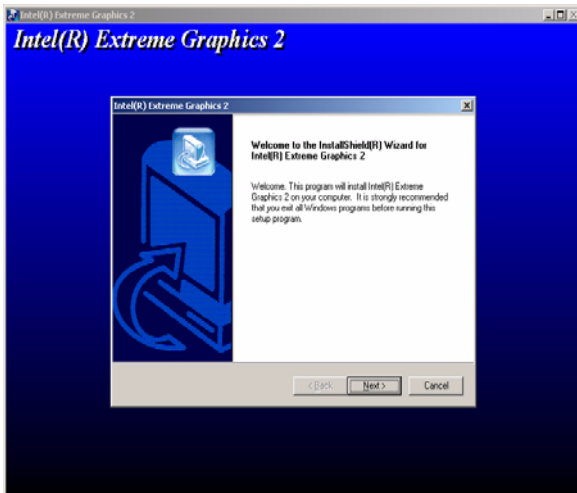 Intel(R) Extreme Graphics 2
Intel(R) Extreme Graphics 2
Intel(R) Extreme Graphics 2
Welcome to the InstallShield(R) Wizard for
Intel(R) Extreme Graphics 2
Welcome. This program will install Intel(R) Extreme
Graphics 2 on your computer. It is strongly recommended
that you exit all Windows programs before running this
setup program.
< Back Next > Cancel